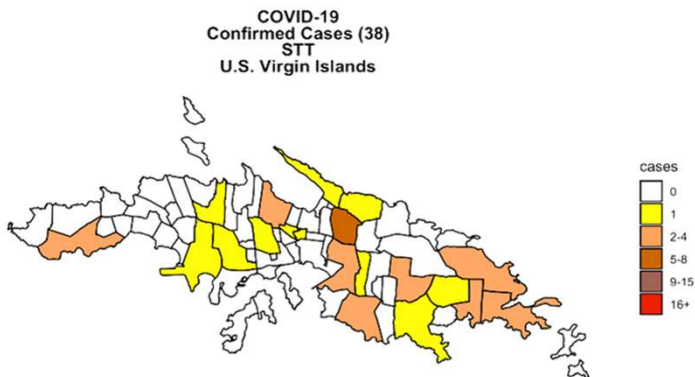 COVID-19
Confirmed Cases (38)
STT
U.S. Virgin Islands
cases
0
1
2-4
5-8
9-15
16+